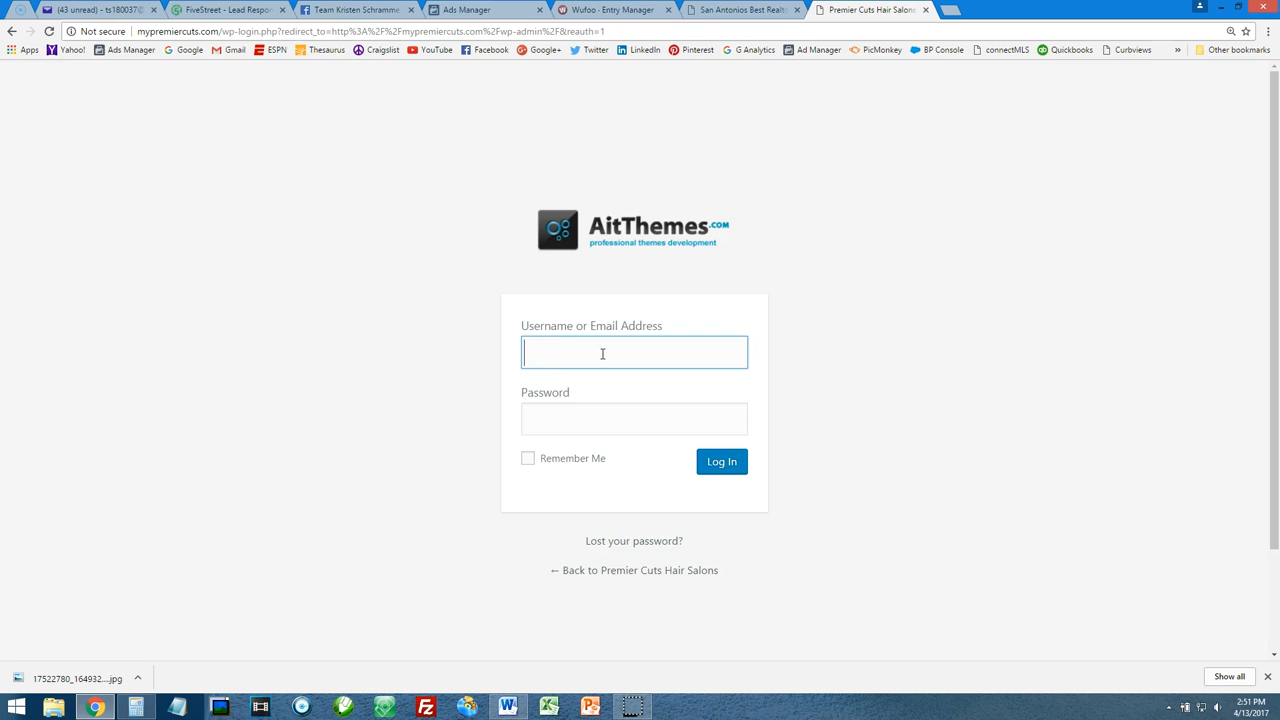 (43 unread) - ts180037@
FiveStreet - Lead Respon
Team Kristen Schramme
Ads Manager
Wufoo · Entry Manager
San Antonios Best Realto
Premier Cuts Hair Salons
Not secure
mypremiercuts.com/wp-login.php?redirect_to=http%3A%2F%2Fmypremiercuts.com%2Fwp-admin%2F&reauth=1
Apps Yahoo! Ads Manager Google Gmail ESPN Thesaurus Craigslist YouTube Facebook Google+ Twitter LinkedIn Pinterest G Analytics Ad Manager PicMonkey BP Console connectMLS Quickbooks Curbviews » Other bookmarks
AitThemes.com
professional themes development
Username or Email Address
Password
Remember Me
Log In
Lost your password?
← Back to Premier Cuts Hair Salons
17522780_164932....jpg
Show all
2:51 PM
4/13/2017